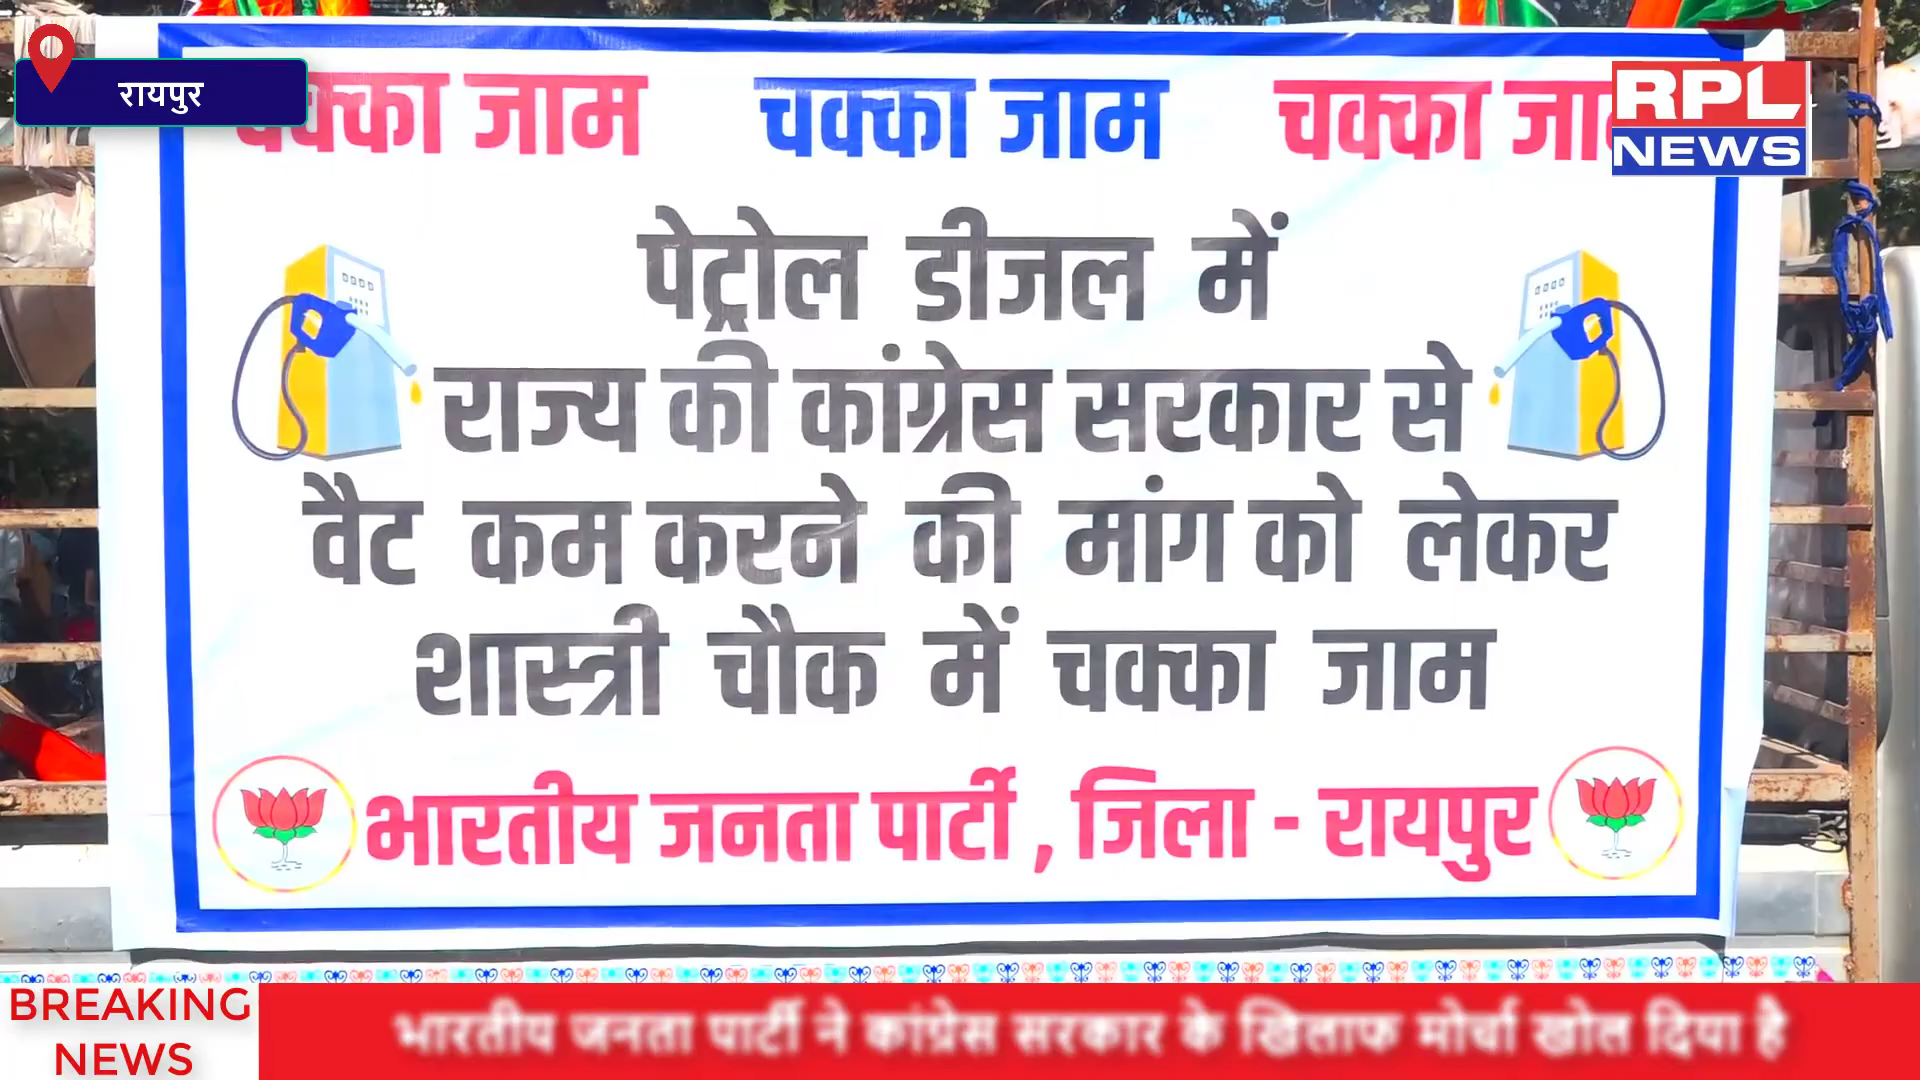 रायपुर
चक्का जाम चक्का जाम चक्का जाम
RPL
NEWS
पेट्रोल डीजल में
राज्य की कांग्रेस सरकार से
वैट कम करने की मांग को लेकर
शास्त्री चौक में चक्का जाम
भारतीय जनता पार्टी , जिला - रायपुर
BREAKING
NEWS
भारतीय जनता पार्टी ने कांग्रेस सरकार के खिलाफ मोर्चा खोल दिया है